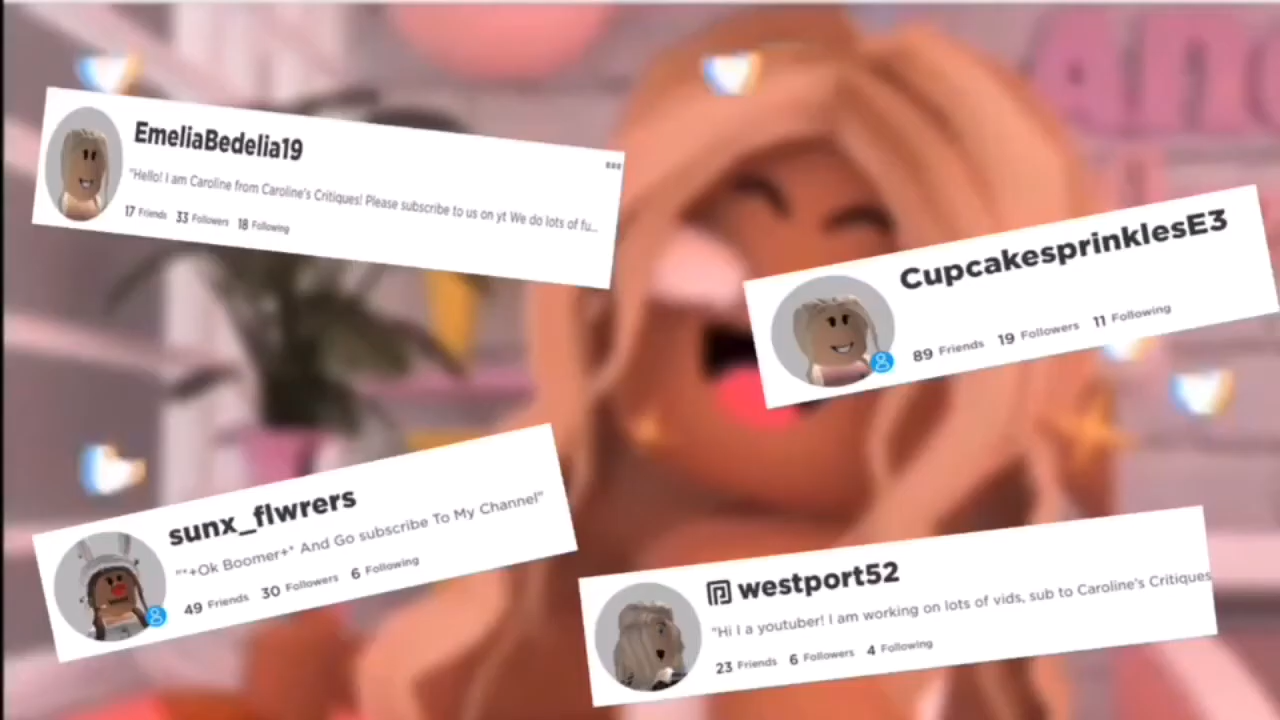 EmeliaBedelia19
"Hello! I am Caroline from Caroline's Critiques! Please subscribe to us on yt We do lots of fu...
17 Friends 33 Followers 18 Following
CupcakesprinklesE3
89 Friends 19 Followers 11 Following
sunx_flwrers
"*+Ok Boomer+* And Go subscribe To My Channel"
49 Friends 30 Followers 6 Following
westport52
"Hi I a youtuber! I am working on lots of vids, sub to Caroline's Critiques
23 Friends 6 Followers 4 Following